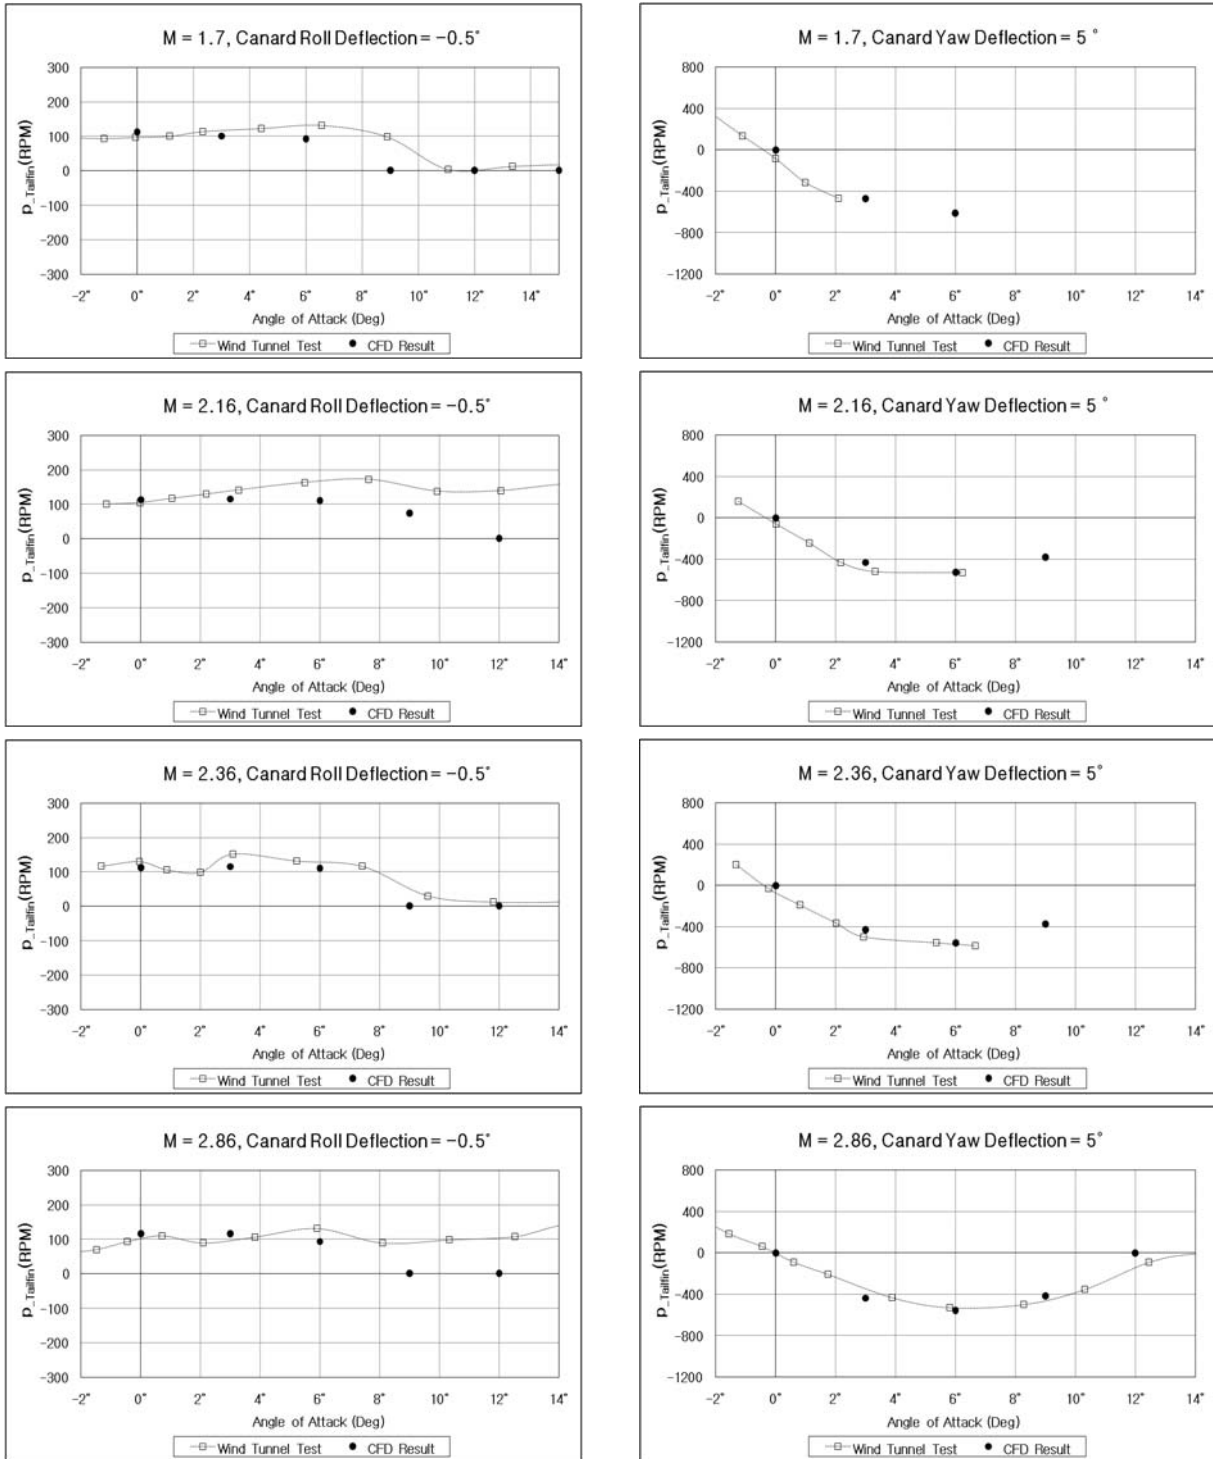 M = 1.7, Canard Roll Deflection = -0.5°
300
200
100
0
-100
-200
-300
p_Tailfin(RPM)
-2° 0° 2° 4° 6° 8° 10° 12° 14°
Angle of Attack (Deg)
Wind Tunnel Test CFD Result
M = 1.7, Canard Yaw Deflection = 5 °
800
400
0
-400
-800
-1200
p_Tailfin(RPM)
-2° 0° 2° 4° 6° 8° 10° 12° 14°
Angle of Attack (Deg)
Wind Tunnel Test CFD Result
M = 2.16, Canard Roll Deflection = -0.5°
300
200
100
0
-100
-200
-300
p_Tailfin(RPM)
-2° 0° 2° 4° 6° 8° 10° 12° 14°
Angle of Attack (Deg)
Wind Tunnel Test CFD Result
M = 2.16, Canard Yaw Deflection = 5 °
800
400
0
-400
-800
-1200
p_Tailfin(RPM)
-2° 0° 2° 4° 6° 8° 10° 12° 14°
Angle of Attack (Deg)
Wind Tunnel Test CFD Result
M = 2.36, Canard Roll Deflection = -0.5°
300
200
100
0
-100
-200
-300
p_Tailfin(RPM)
-2° 0° 2° 4° 6° 8° 10° 12° 14°
Angle of Attack (Deg)
Wind Tunnel Test CFD Result
M = 2.36, Canard Yaw Deflection = 5°
800
400
0
-400
-800
-1200
p_Tailfin(RPM)
-2° 0° 2° 4° 6° 8° 10° 12° 14°
Angle of Attack (Deg)
Wind Tunnel Test CFD Result
M = 2.86, Canard Roll Deflection = -0.5°
300
200
100
0
-100
-200
-300
p_Tailfin(RPM)
-2° 0° 2° 4° 6° 8° 10° 12° 14°
Angle of Attack (Deg)
Wind Tunnel Test CFD Result
M = 2.86, Canard Yaw Deflection = 5°
800
400
0
-400
-800
-1200
p_Tailfin(RPM)
-2° 0° 2° 4° 6° 8° 10° 12° 14°
Angle of Attack (Deg)
Wind Tunnel Test CFD Result